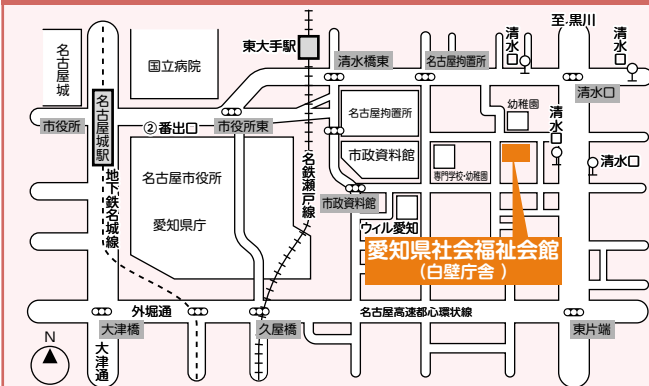 至.黒川
清水口
清水口
東大手駅
清水橋東
名古屋拘置所
名古屋城
国立病院
清水口
名古屋拘置所
幼稚園
清水口
市役所
名古屋城駅
②番出口
市役所東
市政資料館
専門学校・幼稚園
清水口
名鉄瀬戸線
地下鉄名城線
名古屋市役所
愛知県庁
市政資料館
ウィル愛知
愛知県社会福祉会館
(白壁庁舎 )
外堀通
名古屋高速都心環状線
大津橋
久屋橋
東片端
大津通
N